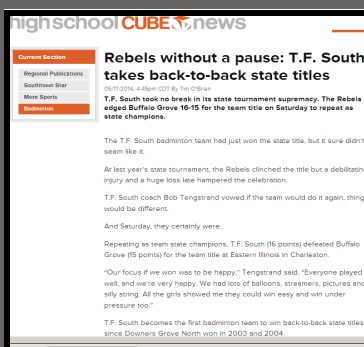 highschool CUBE news
Current Section
Regional Publications
Southtown Star
More Sports
Badminton
Rebels without a pause: T.F. South
takes back-to-back state titles
05/17/2014, 4:45pm CDT By Tim O'Brien
T.F. South took no break in its state tournament supremacy. The Rebels
edged Buffalo Grove 16-15 for the team title on Saturday to repeat as
state champions.
The T.F. South badminton team had just won the state title, but it sure didn't
seem like it.
At last year's state tournament, the Rebels clinched the title but a debilitating
injury and a huge loss late hampered the celebration.
T.F. South coach Bob Tengstrand vowed if the team would do it again, thing
would be different.
And Saturday, they certainly were.
Repeating as team state champions, T.F. South (16 points) defeated Buffalo
Grove (15 points) for the team title at Eastern Illinois in Charleston.
"Our focus if we won was to be happy," Tengstrand said. "Everyone played
well, and we're very happy. We had lots of balloons, streamers, pictures and
silly string. All the girls showed me they could win easy and win under
pressure too."
T.F. South becomes the first badminton team to win back-to-back state titles
since Downers Grove North won in 2003 and 2004.